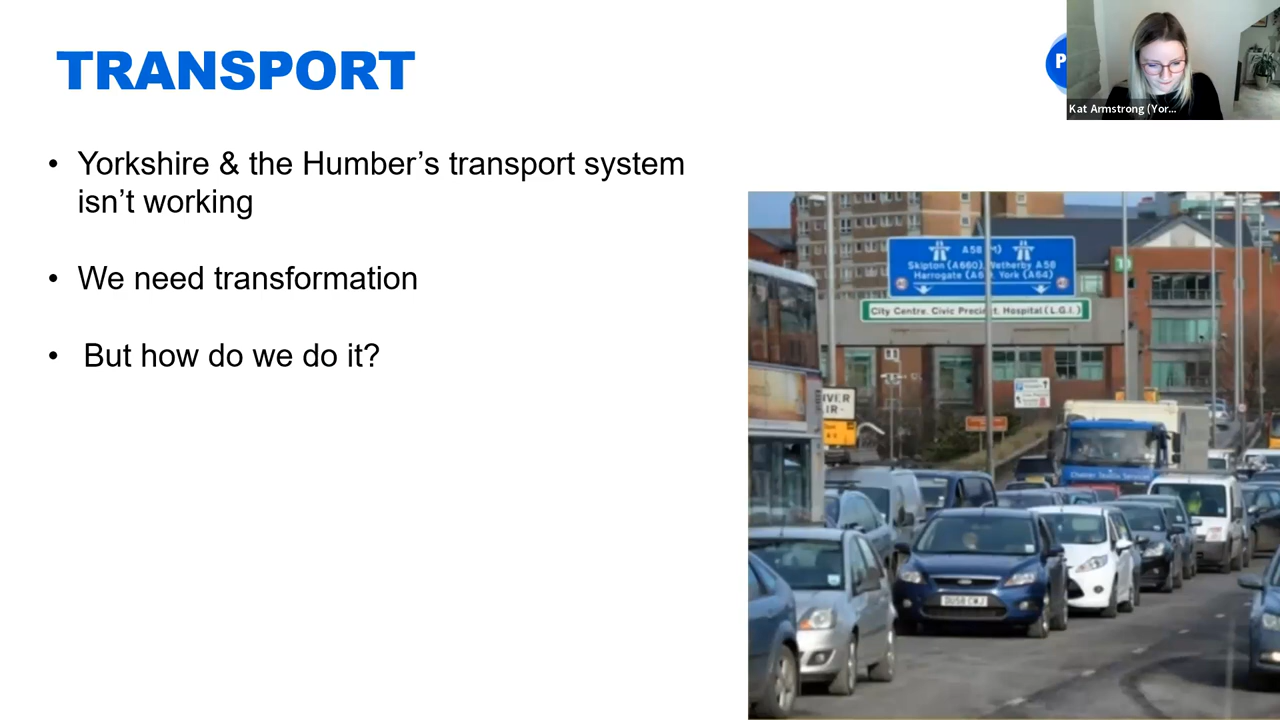 TRANSPORT
Kat Armstrong (Yor...
• Yorkshire & the Humber’s transport system
isn’t working
• We need transformation
• But how do we do it?
Skipton (A660), Wetherby A58
Harrogate (A61), York (A64)
City Centre, Civic Precinct, Hospital (L.G.I.)